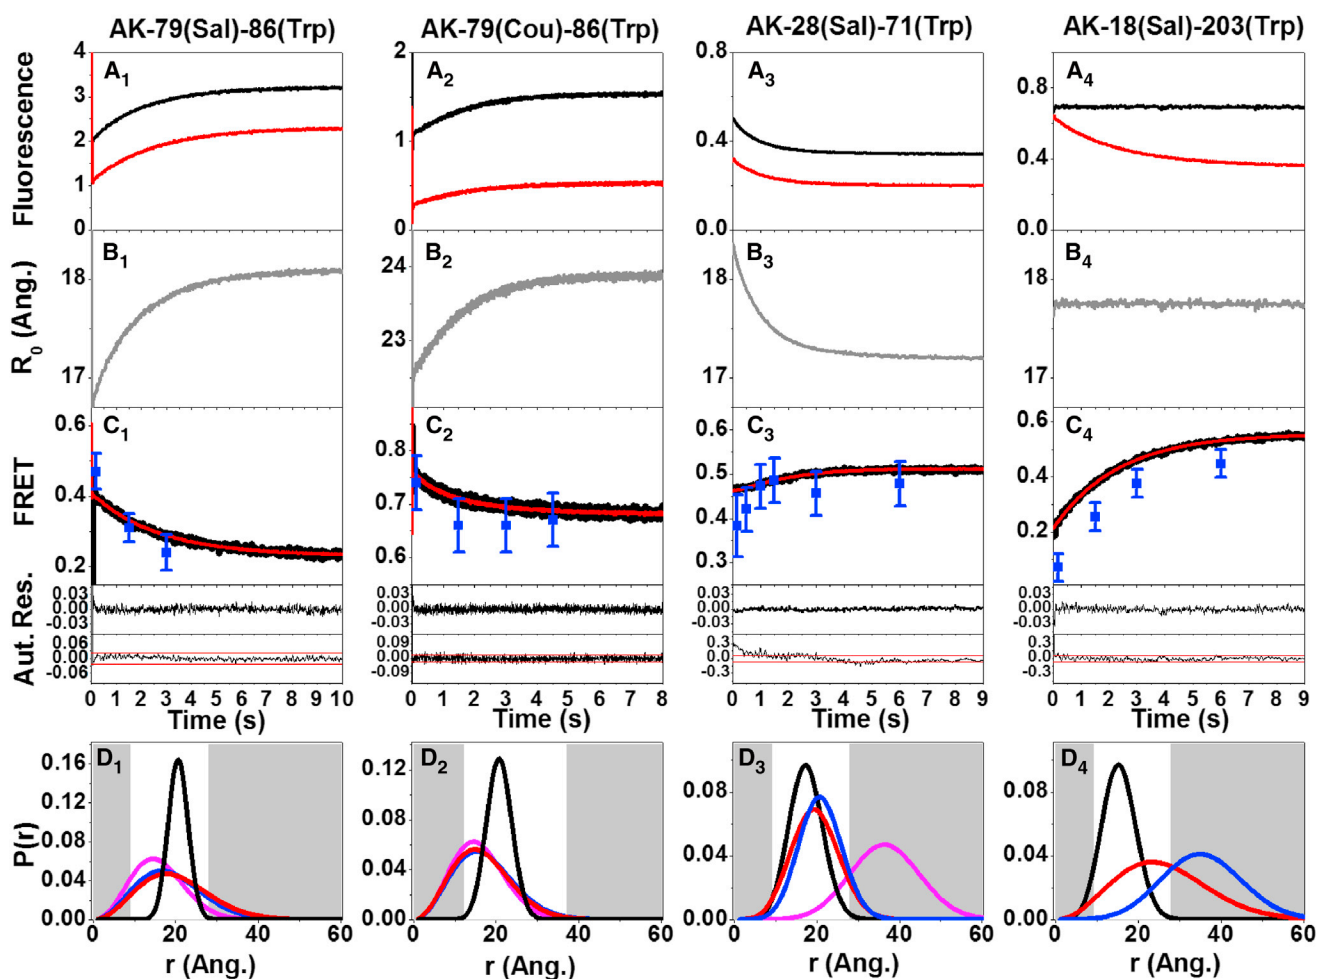 AK-79(Sal)-86(Trp) AK-79(Cou)-86(Trp) AK-28(Sal)-71(Trp) AK-18(Sal)-203(Trp)
Fluorescence
A1 A2 A3 A4
4 2 0.8
3
2 1 0.4 0.4
1
0 0 0.0 0.0
R0 (Ang.)
B1 B2 B3 B4
18 24 18 18
23
17 17 17
FRET
C1 C2 C3 C4
0.6 0.8 0.6 0.6
0.5
0.4 0.7 0.4
0.4
0.2 0.6 0.3 0.2
Aut. Res.
0.03 0.03 0.03 0.03
0.00 0.00 0.00 0.00
-0.03 -0.03 -0.03 -0.03
0.06 0.09 0.3 0.3
0.00 0.00 0.0 0.0
-0.06 -0.09 -0.3 -0.3
0 1 2 3 4 5 6 7 8 9 10 0 1 2 3 4 5 6 7 8 0 1 2 3 4 5 6 7 8 9 0 1 2 3 4 5 6 7 8 9
Time (s) Time (s) Time (s) Time (s)
P(r)
D1 D2 D3 D4
0.16 0.12
0.12 0.08 0.08 0.08
0.08
0.04 0.04 0.04 0.04
0.00 0.00 0.00 0.00
0 20 40 60 0 20 40 60 0 20 40 60 0 20 40 60
r (Ang.) r (Ang.) r (Ang.) r (Ang.)